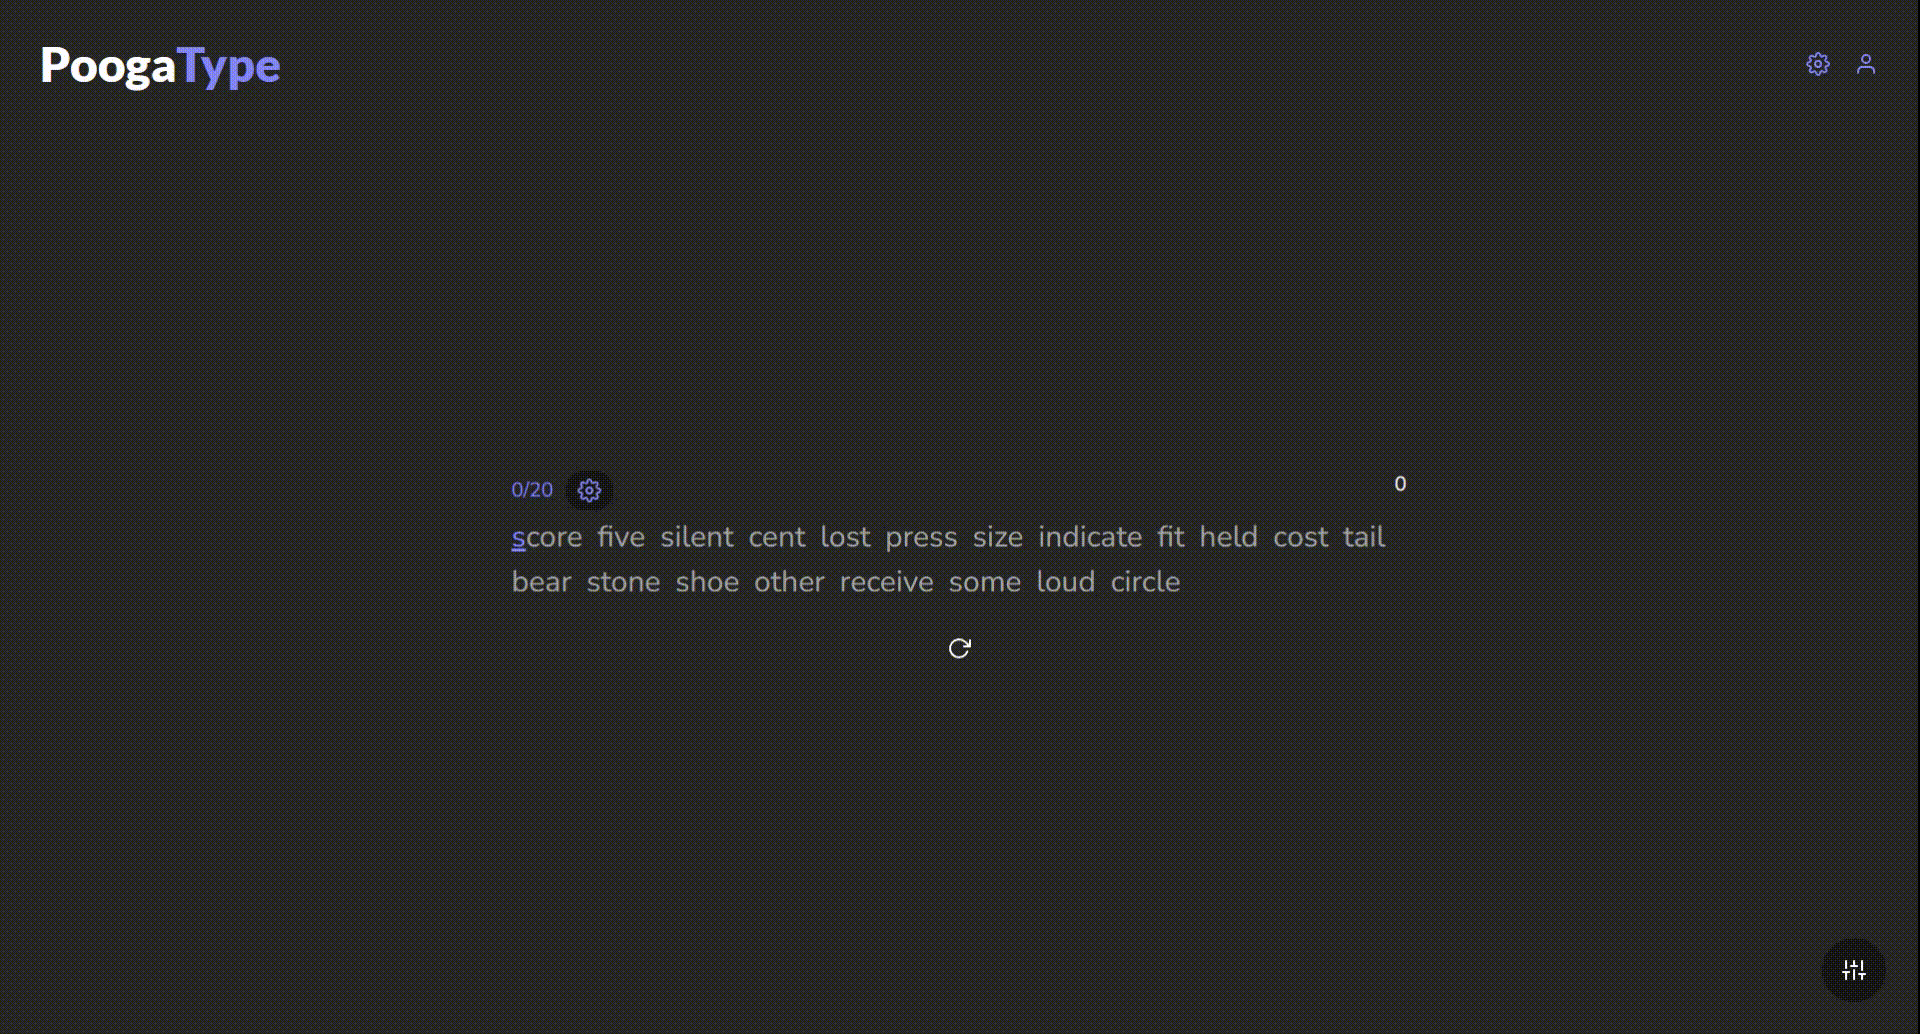 PoogaType
0/20 0
score five silent cent lost press size indicate fit held cost tail
bear stone shoe other receive some loud circle